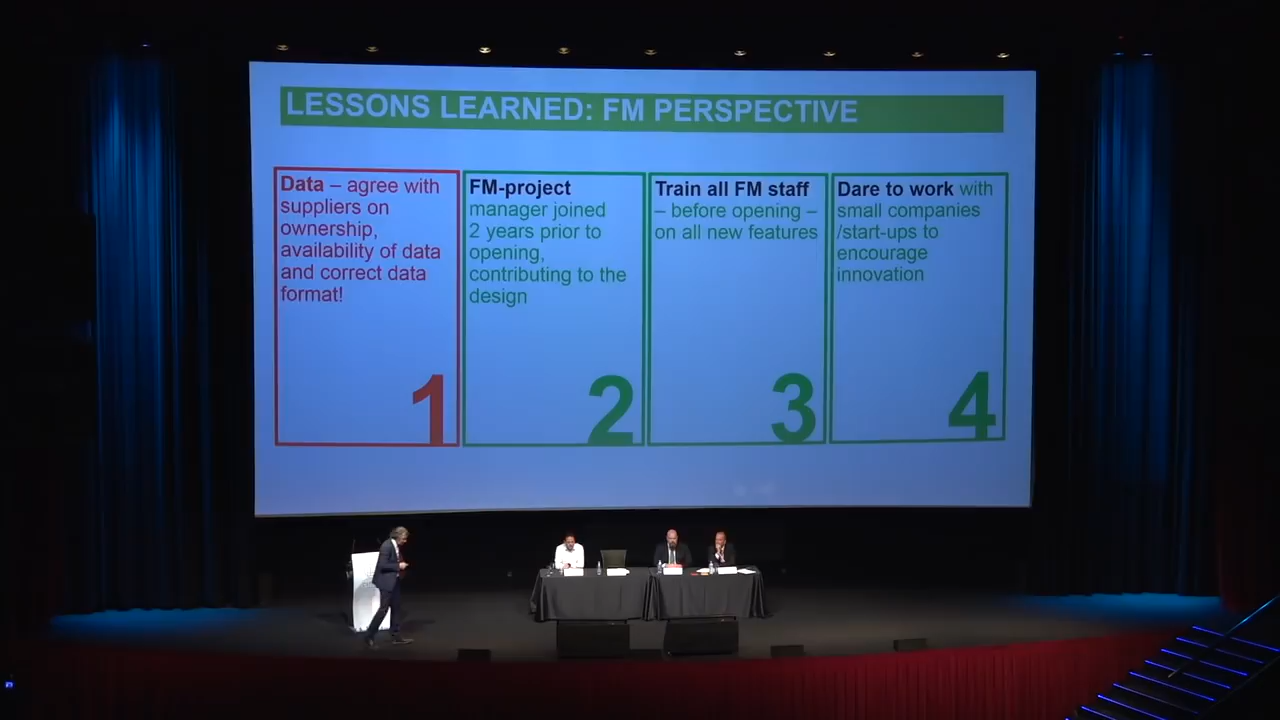 LESSONS LEARNED: FM PERSPECTIVE
Data – agree with
suppliers on
ownership,
availability of data
and correct data
format!
1
FM-project
manager joined
2 years prior to
opening,
contributing to the
design
2
Train all FM staff
– before opening –
on all new features
3
Dare to work with
small companies
/start-ups to
encourage
innovation
4